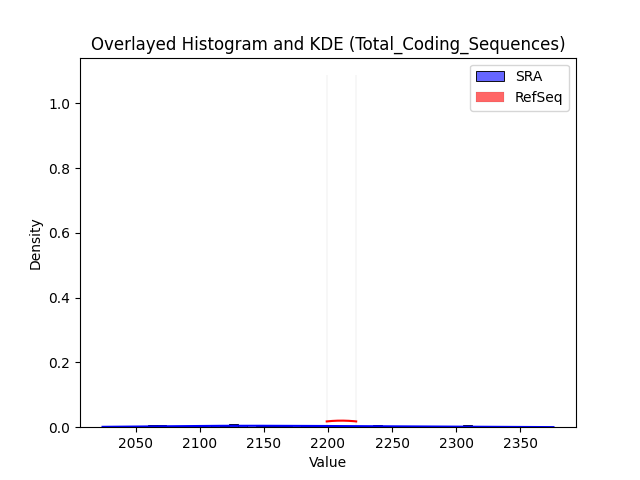 Overlayed Histogram and KDE (Total_Coding_Sequences)
SRA
RefSeq
1.0
0.8
0.6
0.4
0.2
0.0
Density
2050 2100 2150 2200 2250 2300 2350
Value